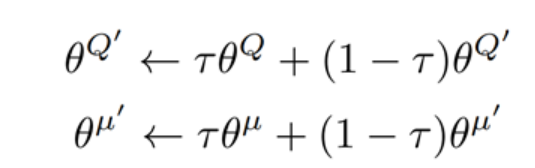 θ^{Q′} ← τθ^{Q} + (1 − τ)θ^{Q′}
θ^{μ′} ← τθ^{μ} + (1 − τ)θ^{μ′}